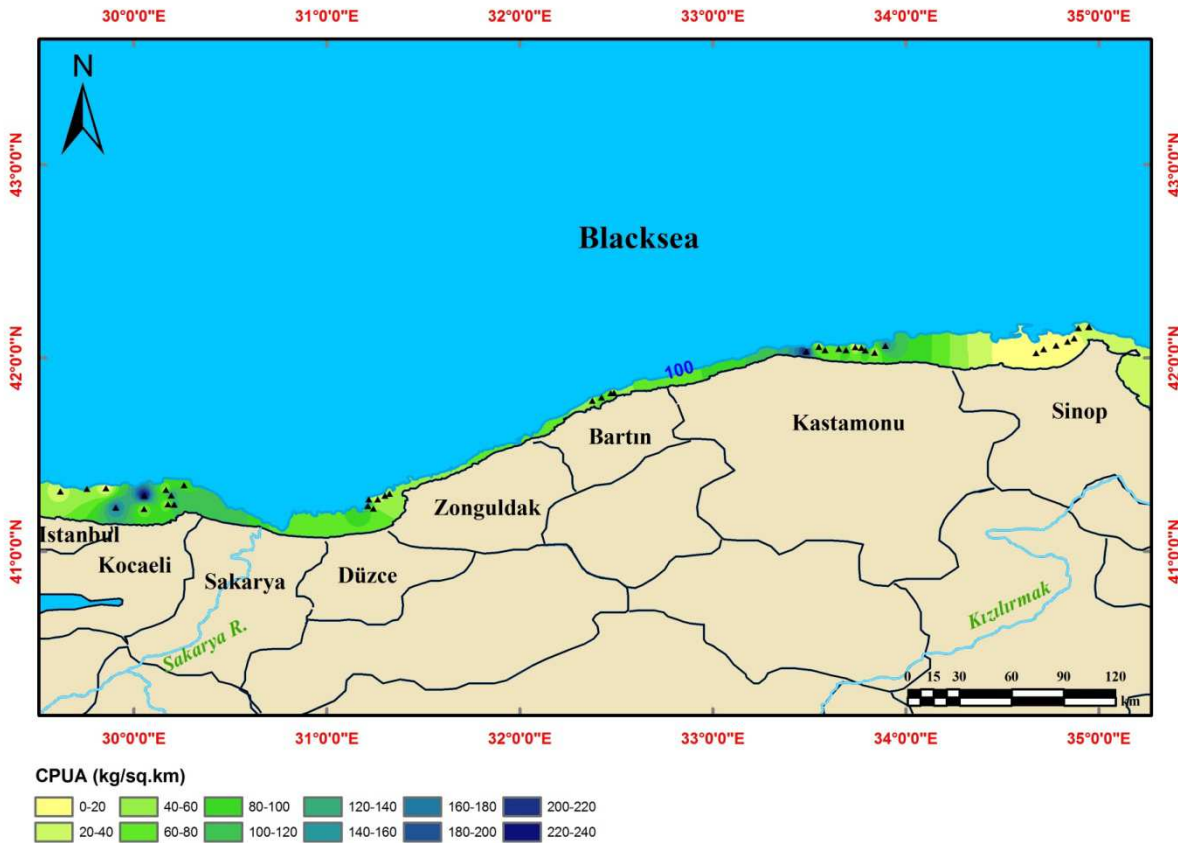 30°0'0"E 31°0'0"E 32°0'0"E 33°0'0"E 34°0'0"E 35°0'0"E
N
43°0'0"N 43°0'0"N
Blacksea
42°0'0"N 42°0'0"N
100
Sinop
Kastamonu
Bartın
Zonguldak
Istanbul
41°0'0"N 41°0'0"N
Kocaeli
Sakarya
Düzce
Kızılırmak
Sakarya R.
0 15 30 60 90 120
km
30°0'0"E 31°0'0"E 32°0'0"E 33°0'0"E 34°0'0"E 35°0'0"E
CPUA (kg/sq.km)
0-20 40-60 80-100 120-140 160-180 200-220
20-40 60-80 100-120 140-160 180-200 220-240